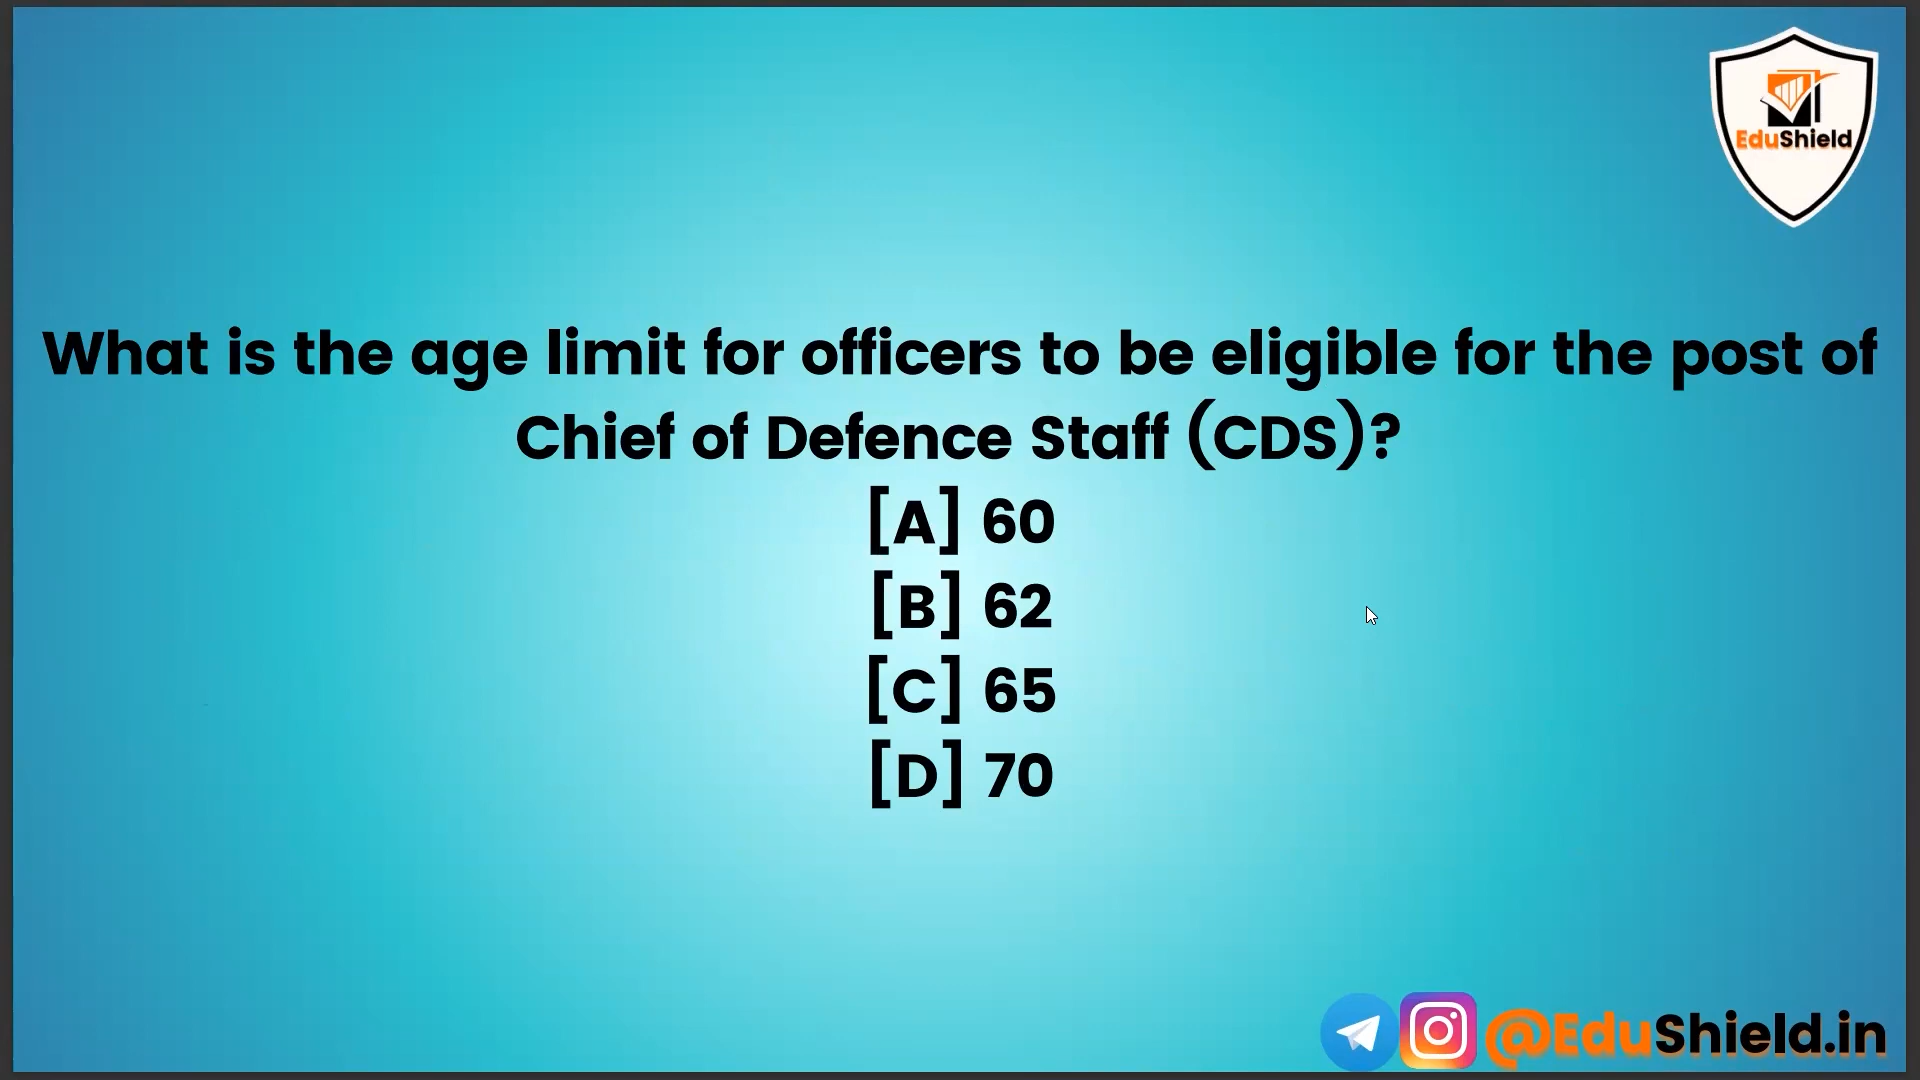 EduShield
What is the age limit for officers to be eligible for the post of
Chief of Defence Staff (CDS)?
[A] 60
[B] 62
[C] 65
[D] 70
@EduShield.in